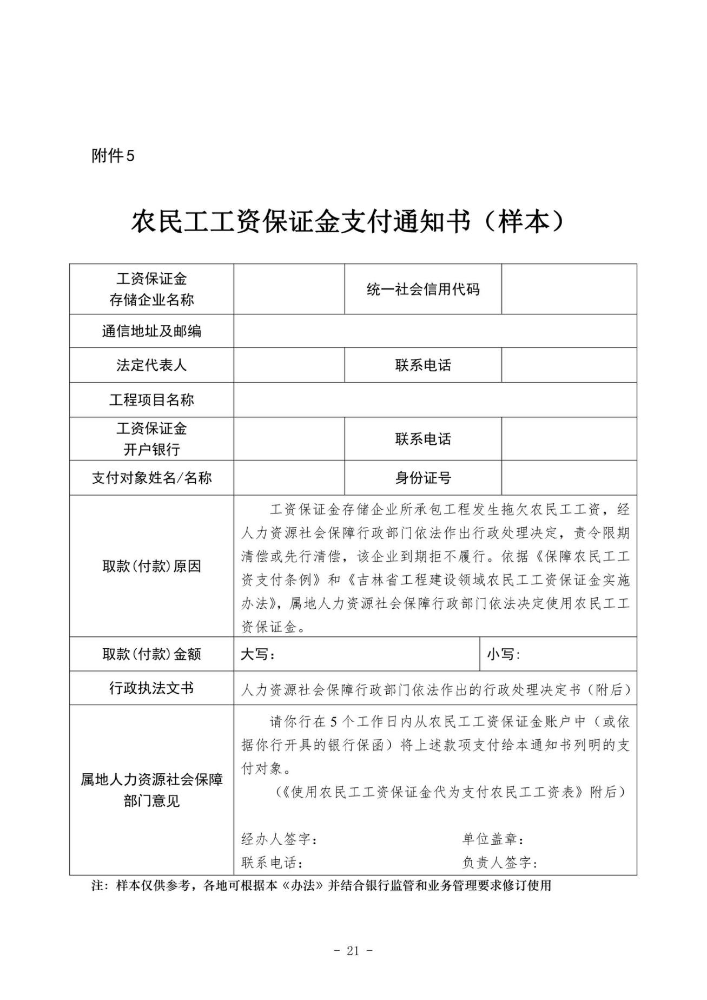 附件5
农民工工资保证金支付通知书（样本）
工资保证金
存储企业名称
统一社会信用代码
通信地址及邮编
法定代表人
联系电话
工程项目名称
工资保证金
开户银行
联系电话
支付对象姓名/名称
身份证号
取款(付款)原因
工资保证金存储企业所承包工程发生拖欠农民工工资，经
人力资源社会保障行政部门依法作出行政处理决定，责令限期
清偿或先行清偿，该企业到期拒不履行。依据《保障农民工工
资支付条例》和《吉林省工程建设领域农民工工资保证金实施
办法》，属地人力资源社会保障行政部门依法决定使用农民工工
资保证金。
取款(付款)金额
大写：
小写:
行政执法文书
人力资源社会保障行政部门依法作出的行政处理决定书（附后）
属地人力资源社会保障
部门意见
请你行在 5 个工作日内从农民工工资保证金账户中（或依
据你行开具的银行保函）将上述款项支付给本通知书列明的支
付对象。
（《使用农民工工资保证金代为支付农民工工资表》附后）
经办人签字：
单位盖章：
联系电话：
负责人签字：
注：样本仅供参考，各地可根据本《办法》并结合银行监管和业务管理要求修订使用
- 21 -